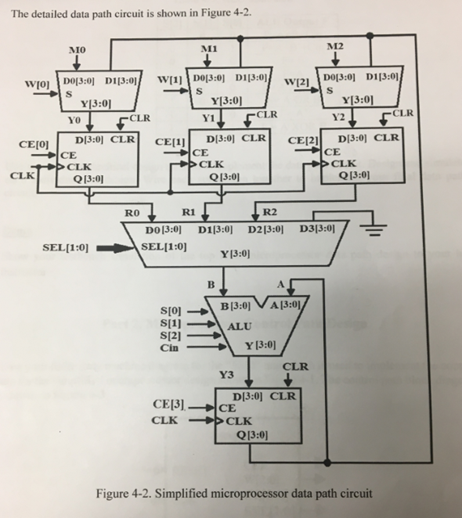 The detailed data path circuit is shown in Figure 4-2.
M0 M1 M2
W[0] D0[3:0] D1[3:0] S Y[3:0]
W[1] D0[3:0] D1[3:0] S Y[3:0]
W[2] D0[3:0] D1[3:0] S Y[3:0]
Y0 CLR Y1 CLR Y2 CLR
CE[0] D[3:0] CLR CE CLK Q[3:0]
CE[1] D[3:0] CLR CE CLK Q[3:0]
CE[2] D[3:0] CLR CE CLK Q[3:0]
CLK
R0 R1 R2
D0[3:0] D1[3:0] D2[3:0] D3[3:0]
SEL[1:0] SEL[1:0]
Y[3:0]
B A
S[0] B[3:0] A[3:0]
S[1] ALU
S[2]
Cin Y[3:0]
Y3 CLR
D[3:0] CLR
CE[3] CE
CLK CLK
Q[3:0]
Figure 4-2. Simplified microprocessor data path circuit